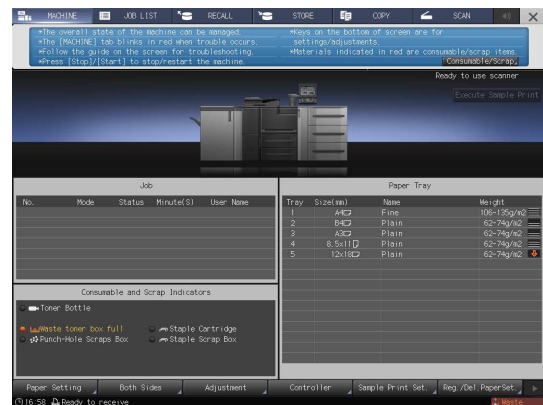 MACHINE
JOB LIST
RECALL
STORE
COPY
SCAN
*The overall state of the machine can be managed.
*The [MACHINE] tab blinks in red when trouble occurs.
*Follow the guide on the screen for troubleshooting.
*Press [Stop]/[Start] to stop/restart the machine.
*Keys on the bottom of screen are for
settings/adjustments.
*Materials indicated in red are consumable/scrap items.
Consumable/Scrap
Ready to use scanner
Execute Sample Print
Job
No. Mode Status Minute(S) User Name
Paper Tray
Tray Size(mm) Name Weight
1 A4 Fine 106-135g/m2
2 B4 Plain 62-74g/m2
3 A3 Plain 62-74g/m2
4 8.5x11 Plain 62-74g/m2
5 12x18 Plain 62-74g/m2
Consumable and Scrap Indicators
Toner Bottle
Waste toner box full
Staple Cartridge
Punch-Hole Scraps Box
Staple Scrap Box
Paper Setting
Both Sides
Adjustment
Controller
Sample Print Set.
Reg./Del.PaperSet.
16:58 Ready to receive
Waste